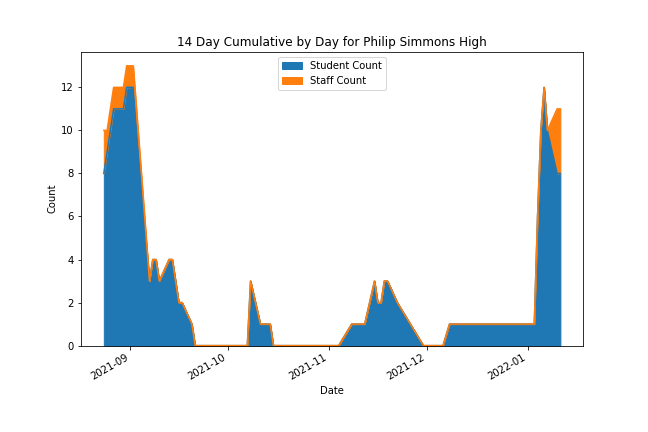 14 Day Cumulative by Day for Philip Simmons High
Student Count
Staff Count
12
10
8
6
4
2
0
Count
2021-09
2021-10
2021-11
2021-12
2022-01
Date